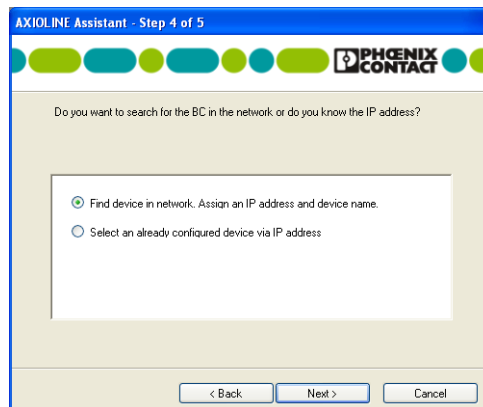 AXIOLINE Assistant - Step 4 of 5
PHŒNIX
CONTACT
Do you want to search for the BC in the network or do you know the IP address?
Find device in network. Assign an IP address and device name.
Select an already configured device via IP address
< Back
Next >
Cancel